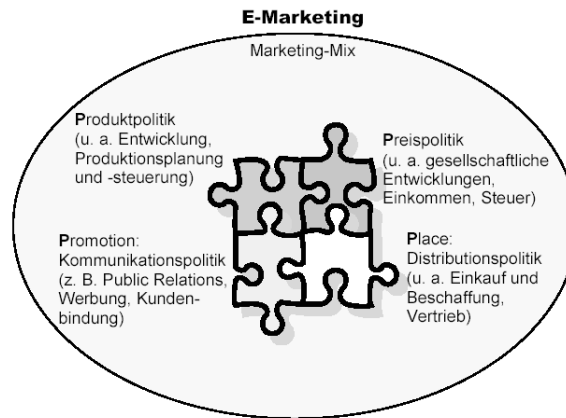 E-Marketing
Marketing-Mix
Produktpolitik
(u. a. Entwicklung,
Produktionsplanung
und -steuerung)
Preispolitik
(u. a. gesellschaftliche
Entwicklungen,
Einkommen, Steuer)
Promotion:
Kommunikationspolitik
(z. B. Public Relations,
Werbung, Kunden-
bindung)
Place:
Distributionspolitik
(u. a. Einkauf und
Beschaffung,
Vertrieb)